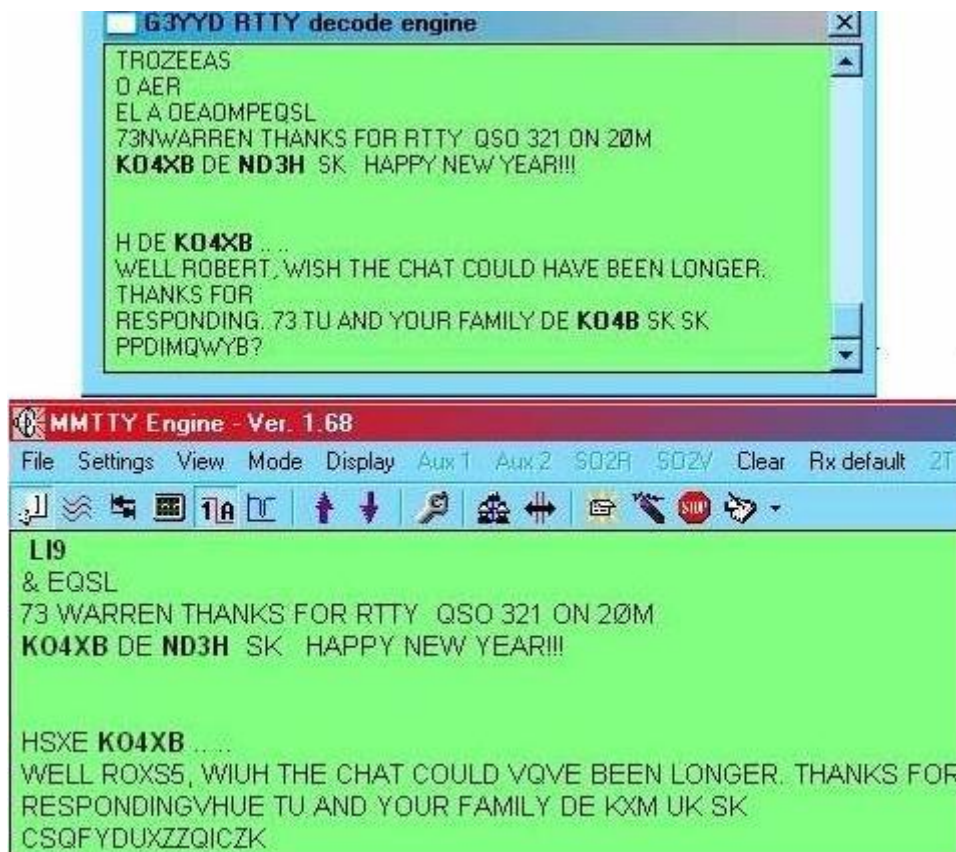 G3YYD RTTY decode engine
TROZEEAS
O AER
EL A OEAOMPEQSL
73NWARREN THANKS FOR RTTY QSO 321 ON 2ØM
KO4XB DE ND3H SK HAPPY NEW YEAR!!!
H DE KO4XB .. ..
WELL ROBERT, WISH THE CHAT COULD HAVE BEEN LONGER.
THANKS FOR
RESPONDING. 73 TU AND YOUR FAMILY DE KO4B SK SK
PPDIMQWYB?
MMTTY Engine - Ver. 1.68
File Settings View Mode Display Aux 1 Aux 2 SO2R SO2V Clear Rx default 2T
1A STOP
LI9
& EQSL
73 WARREN THANKS FOR RTTY QSO 321 ON 2ØM
KO4XB DE ND3H SK HAPPY NEW YEAR!!!
HSXE KO4XB .. ..
WELL ROXS5, WIUH THE CHAT COULD VQVE BEEN LONGER. THANKS FOR
RESPONDINGVHUE TU AND YOUR FAMILY DE KXM UK SK
CSQFYDUXZZQICZK